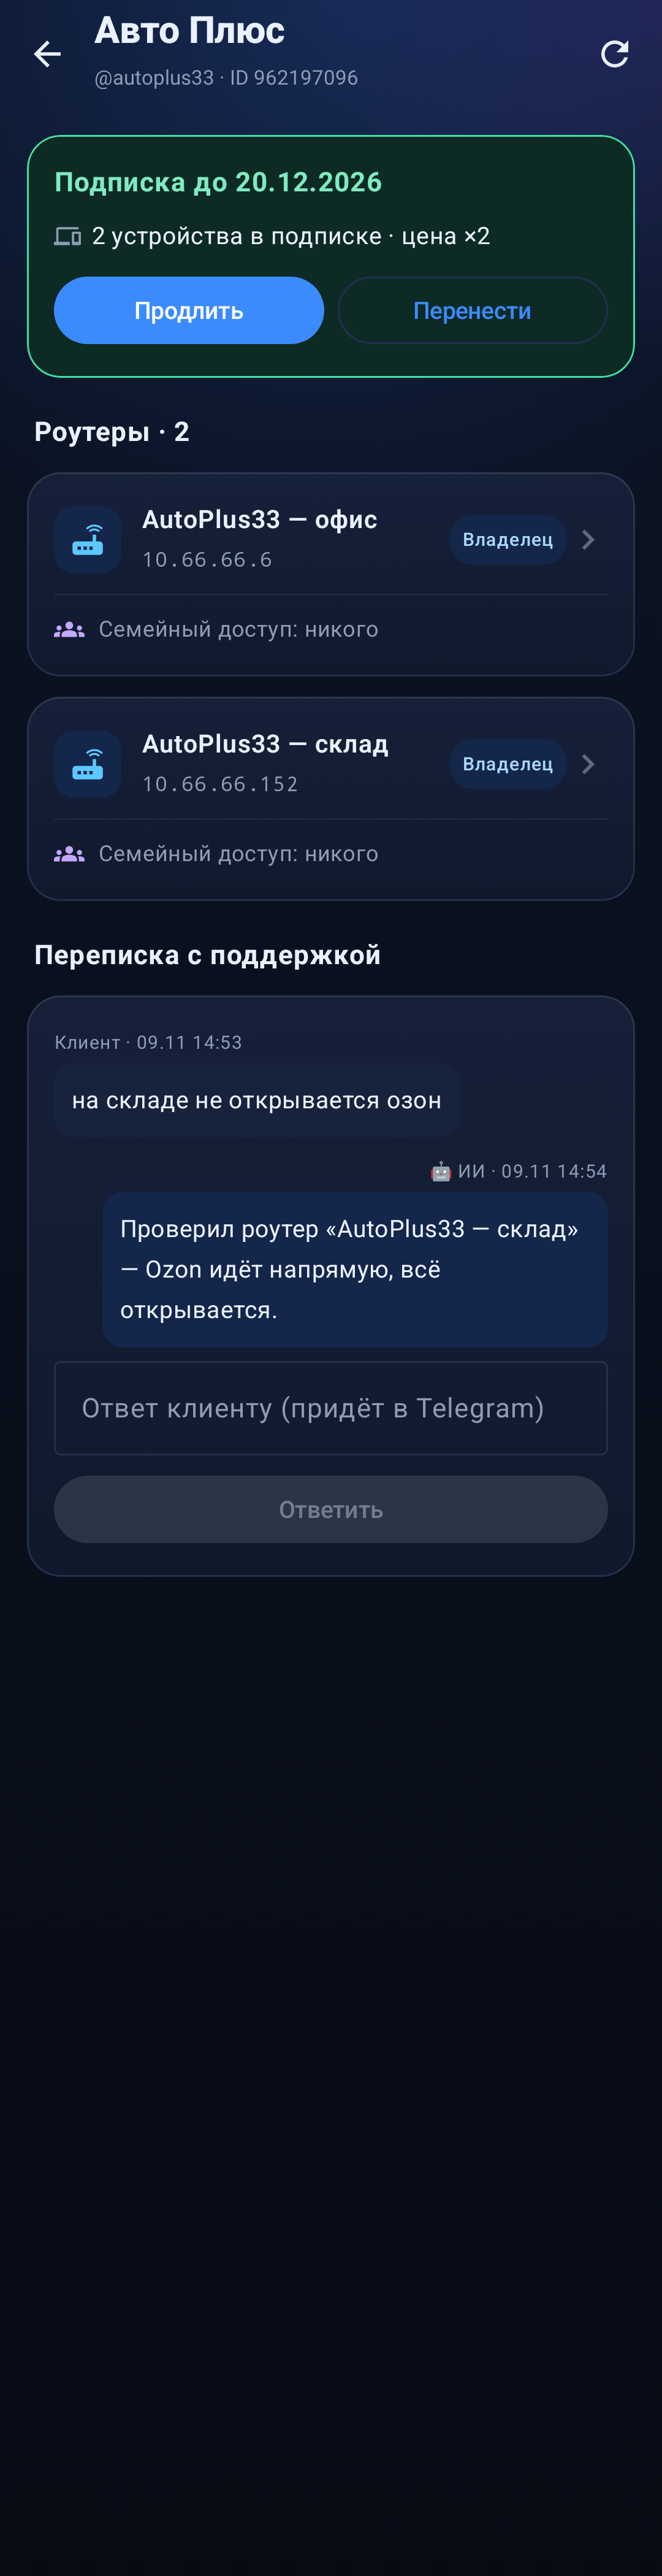 Авто Плюс
@autoplus33 · ID 962197096
Подписка до 20.12.2026
2 устройства в подписке · цена ×2
Продлить
Перенести
Роутеры · 2
AutoPlus33 — офис
10.66.66.6
Владелец
Семейный доступ: никого
AutoPlus33 — склад
10.66.66.152
Владелец
Семейный доступ: никого
Переписка с поддержкой
Клиент · 09.11 14:53
на складе не открывается озон
🤖 ИИ · 09.11 14:54
Проверил роутер «AutoPlus33 — склад»
— Ozon идёт напрямую, всё
открывается.
Ответ клиенту (придёт в Telegram)
Ответить